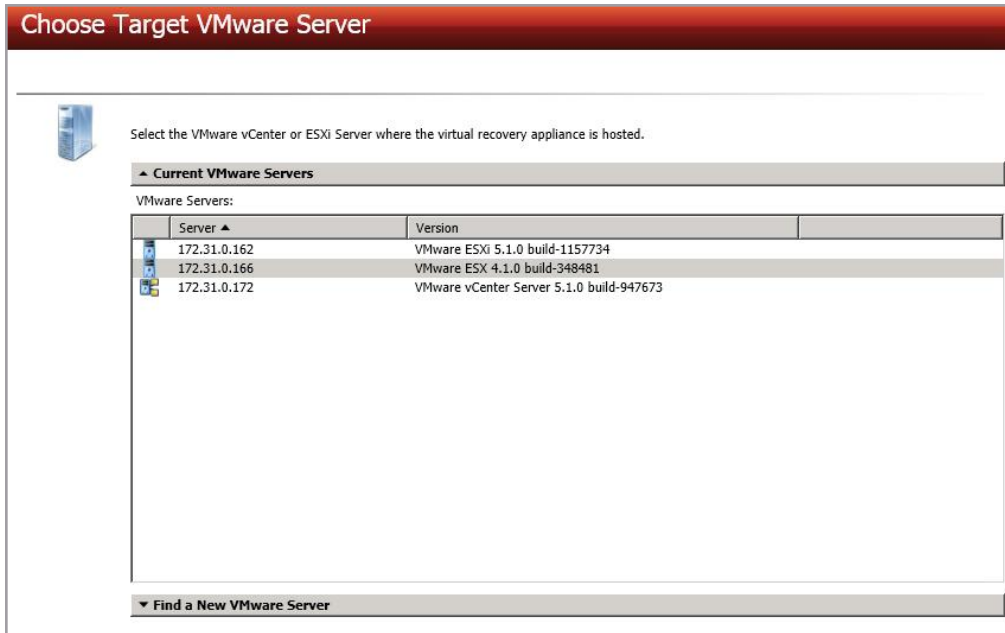 Choose Target VMware Server
Select the VMware vCenter or ESXi Server where the virtual recovery appliance is hosted.
▲ Current VMware Servers
VMware Servers:
Server ▲ Version
172.31.0.162 VMware ESXi 5.1.0 build-1157734
172.31.0.166 VMware ESX 4.1.0 build-348481
172.31.0.172 VMware vCenter Server 5.1.0 build-947673
▼ Find a New VMware Server